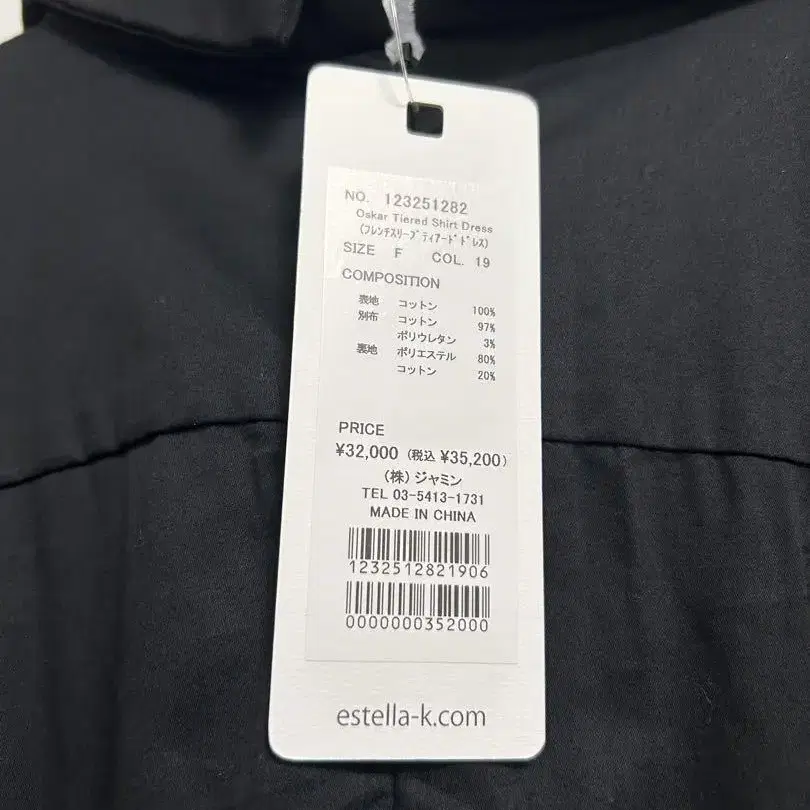 NO. 123251282
Oskar Tiered Shirt Dress
(フレンチスリーブティアードドレス)
SIZE F COL. 19
COMPOSITION
表地 コットン 100%
別布 コットン 97%
ポリウレタン 3%
裏地 ポリエステル 80%
コットン 20%
PRICE
¥32,000 (税込 ¥35,200)
(株)ジャミン
TEL 03-5413-1731
MADE IN CHINA
1232512821906
0000000352000
estella-k.com